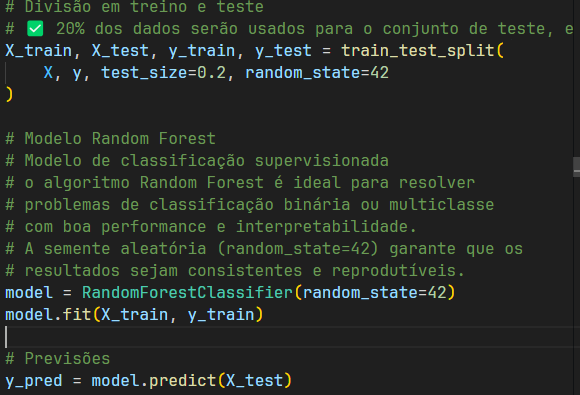 # Divisão em treino e teste
# ✅ 20% dos dados serão usados para o conjunto de teste, e
X_train, X_test, y_train, y_test = train_test_split(
    X, y, test_size=0.2, random_state=42
)
# Modelo Random Forest
# Modelo de classificação supervisionada
# o algoritmo Random Forest é ideal para resolver
# problemas de classificação binária ou multiclasse
# com boa performance e interpretabilidade.
# A semente aleatória (random_state=42) garante que os
# resultados sejam consistentes e reprodutíveis.
model = RandomForestClassifier(random_state=42)
model.fit(X_train, y_train)
# Previsões
y_pred = model.predict(X_test)